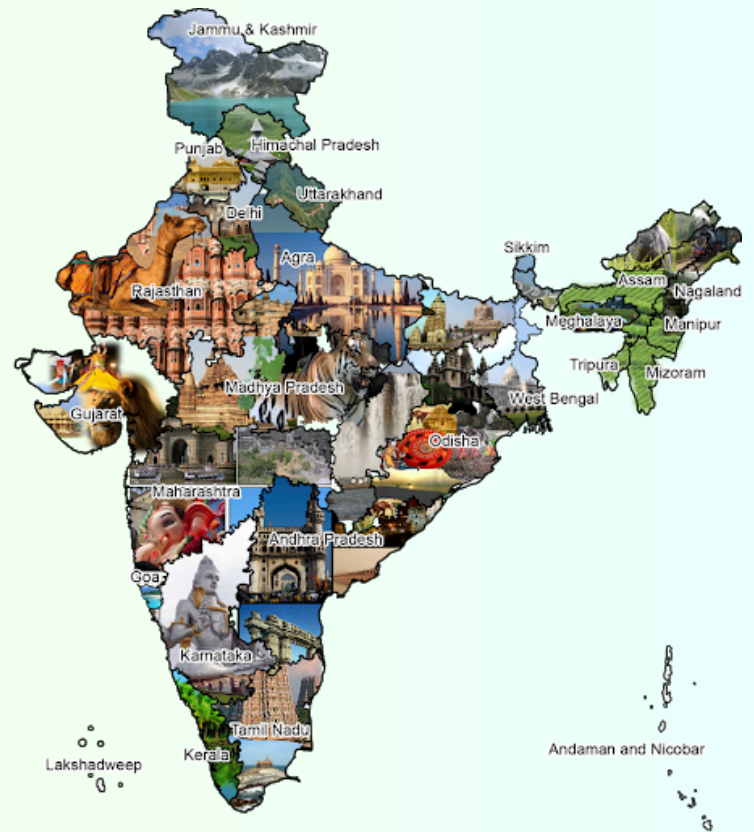 Jammu & Kashmir
Punjab
Himachal Pradesh
Uttarakhand
Delhi
Sikkim
Agra
Assam
Rajasthan
Nagaland
Meghalaya
Manipur
Tripura
Mizoram
Madhya Pradesh
West Bengal
Gujarat
Odisha
Maharashtra
Andhra Pradesh
Goa
Karnataka
Tamil Nadu
Kerala
Andaman and Nicobar
Lakshadweep